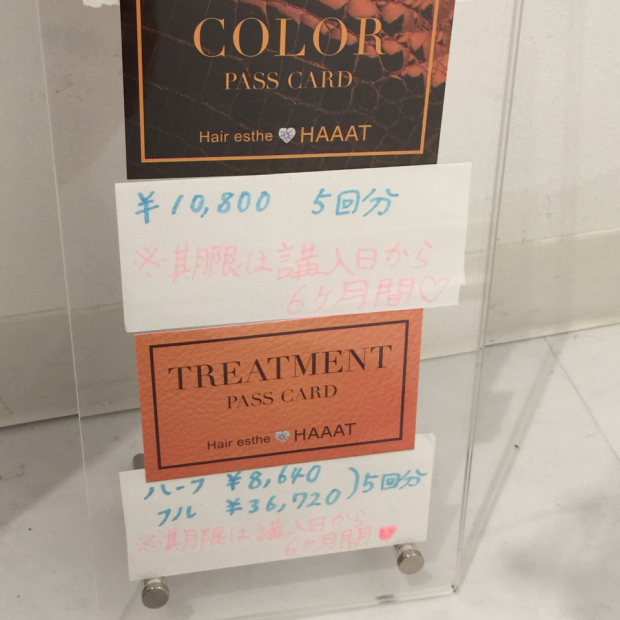 COLOR
PASS CARD
Hair esthe HAAAT
¥10,800 5回分
※期限は講入日から
6ヶ月間♡
TREATMENT
PASS CARD
Hair esthe HAAAT
ハーフ ¥8,640
フル ¥36,720)5回分
※期限は講入日から
6ヶ月間♥